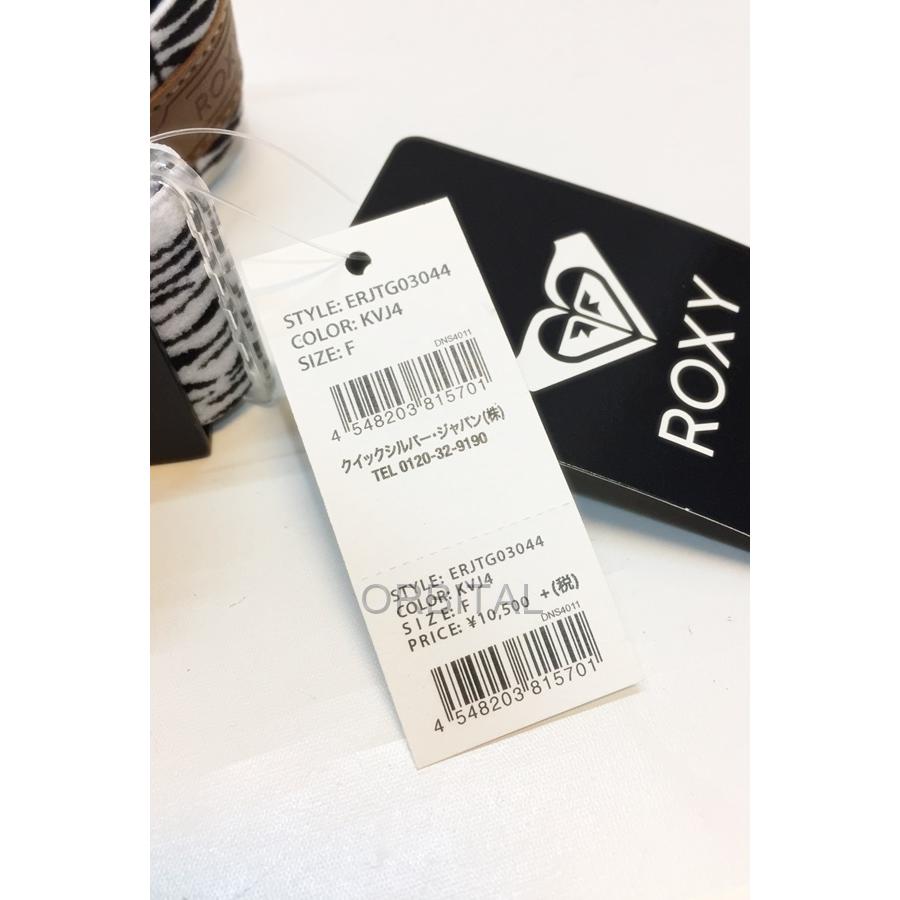 ROXY
STYLE: ERJTG03044
COLOR: KVJ4
SIZE: F
DNS4011
4 548203 815701
クイックシルバー・ジャパン(株)
TEL 0120-32-9190
ROXY
STYLE: ERJTG03044
COLOR: KVJ4
SIZE: F
PRICE: ¥10,500 +(税)
DNS4011
4 548203 815701
ORBITAL